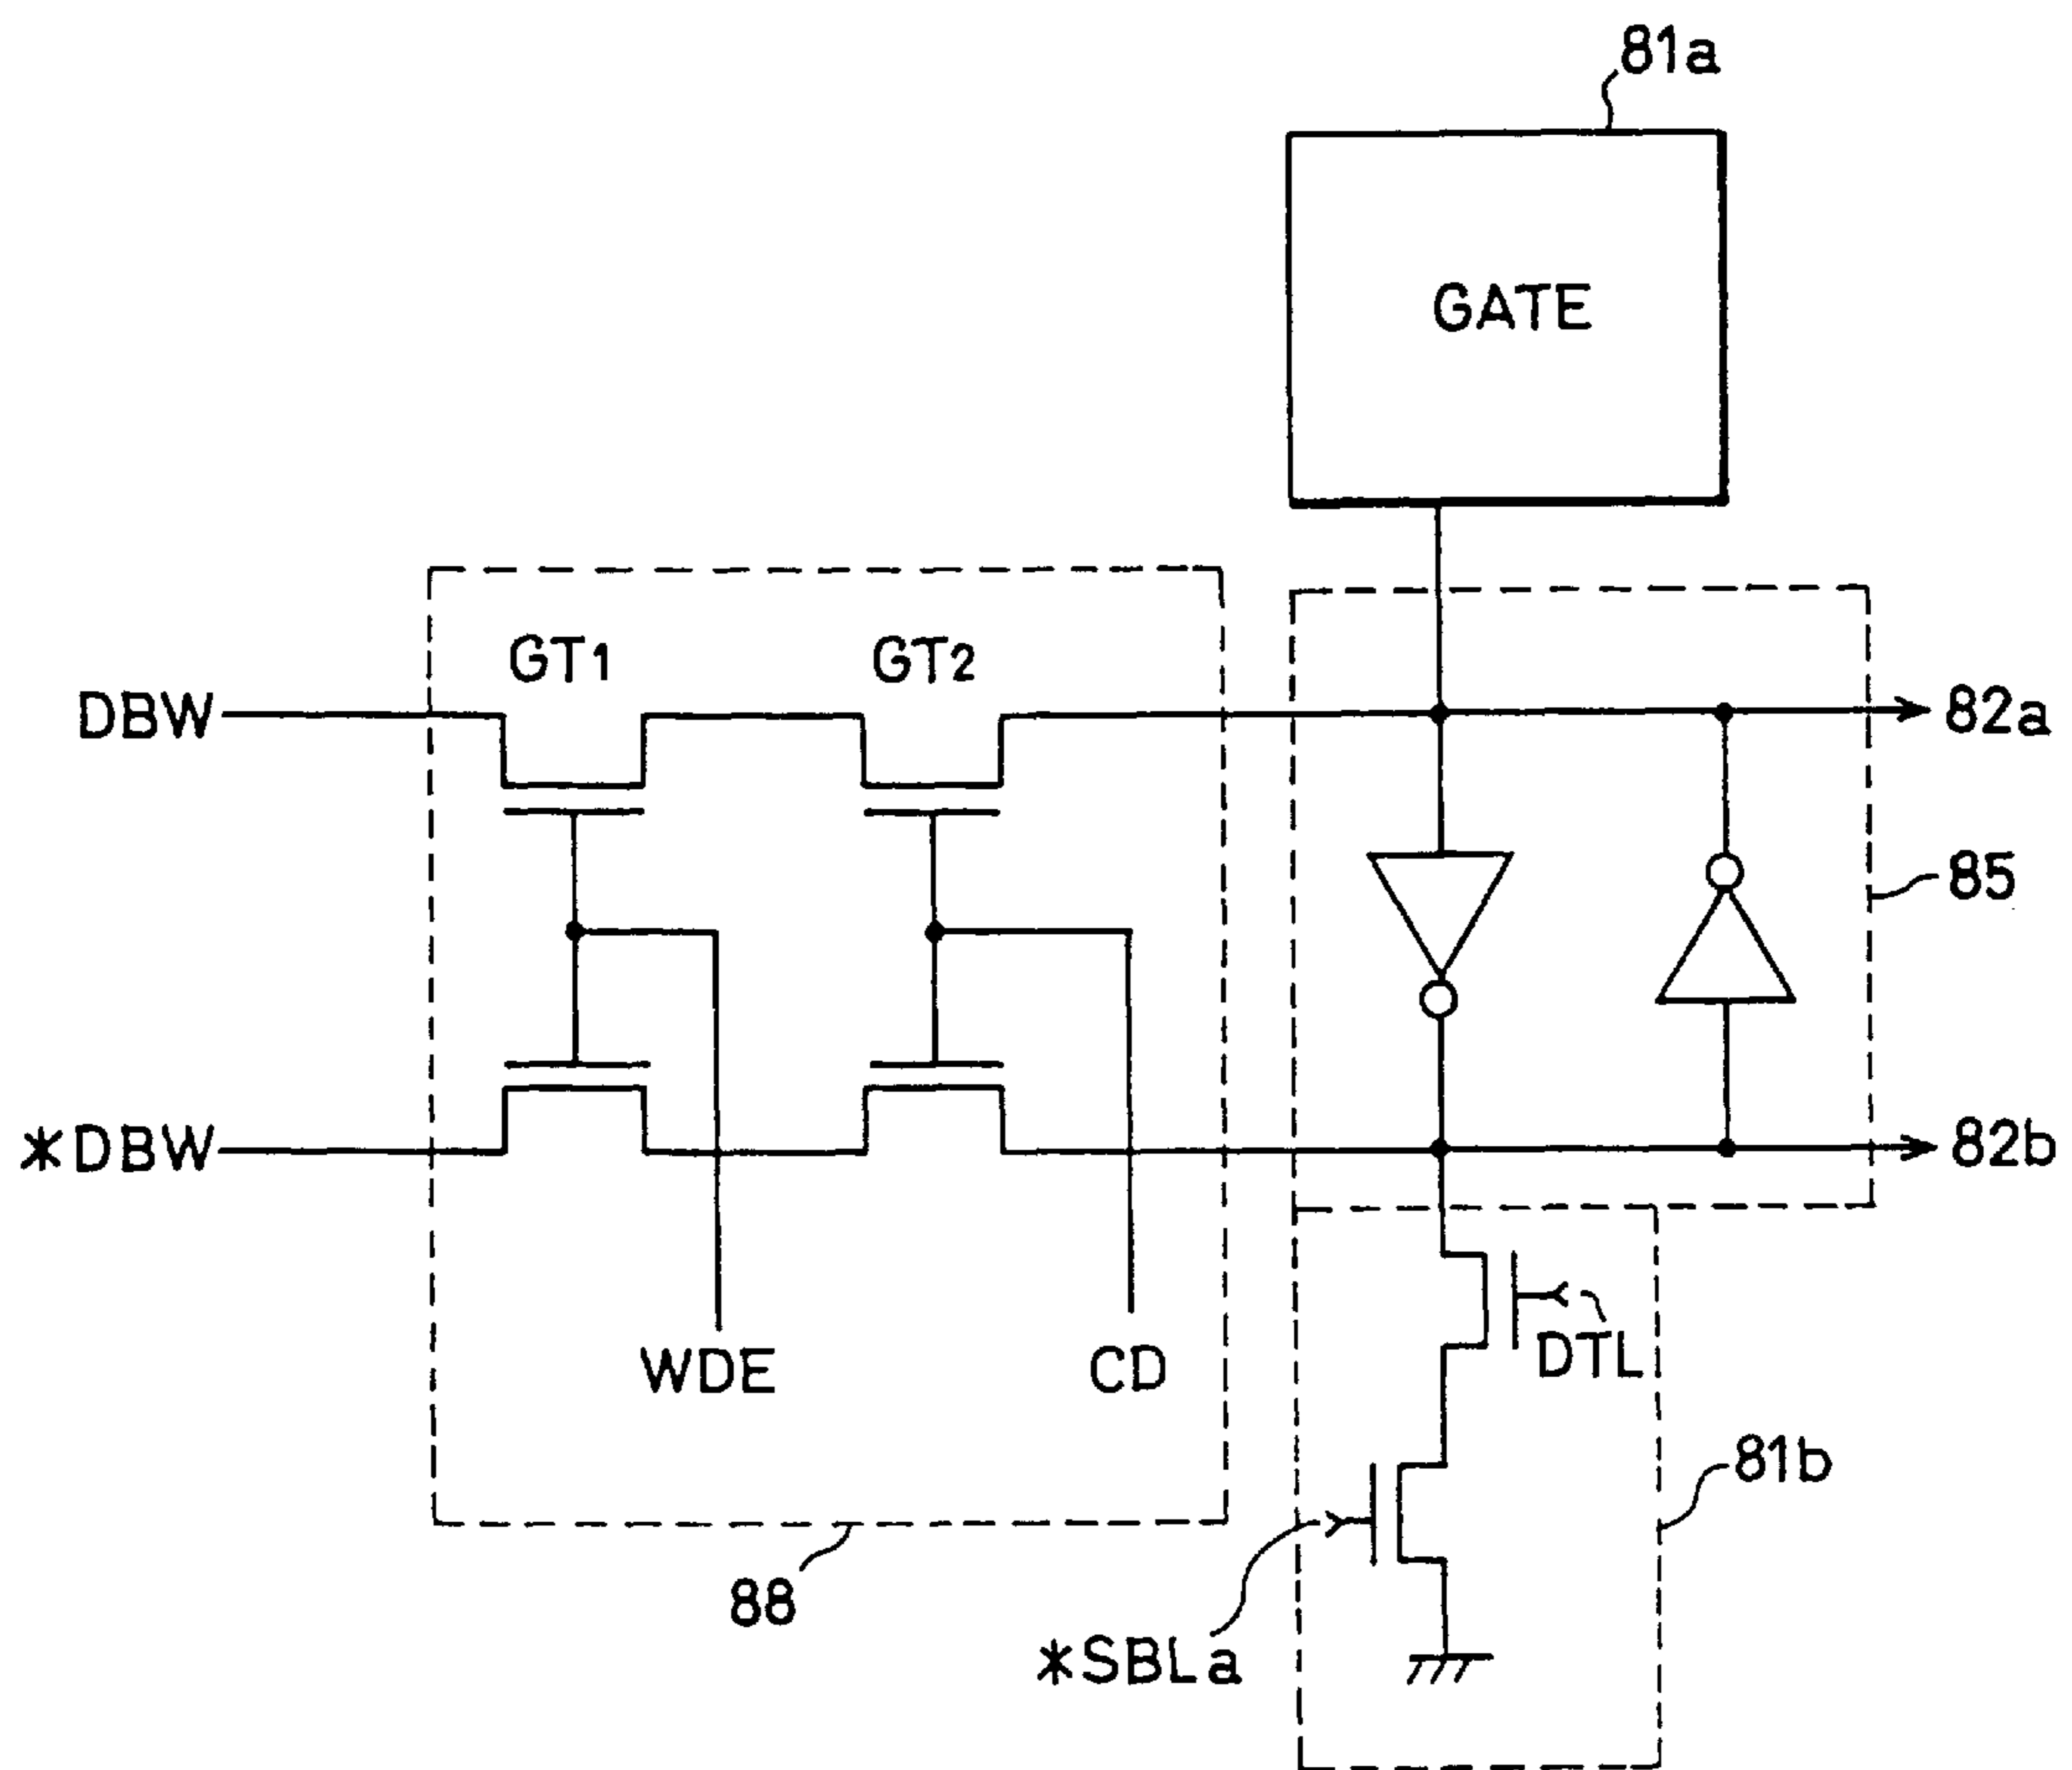 81a
GATE
GT1
GT2
DBW
82a
85
*DBW
82b
WDE
CD
DTL
81b
88
*SBLa